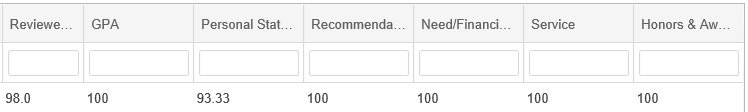 Reviewe... GPA Personal Stat... Recommenda... Need/Financi... Service Honors & Aw...
98.0 100 93.33 100 100 100 100